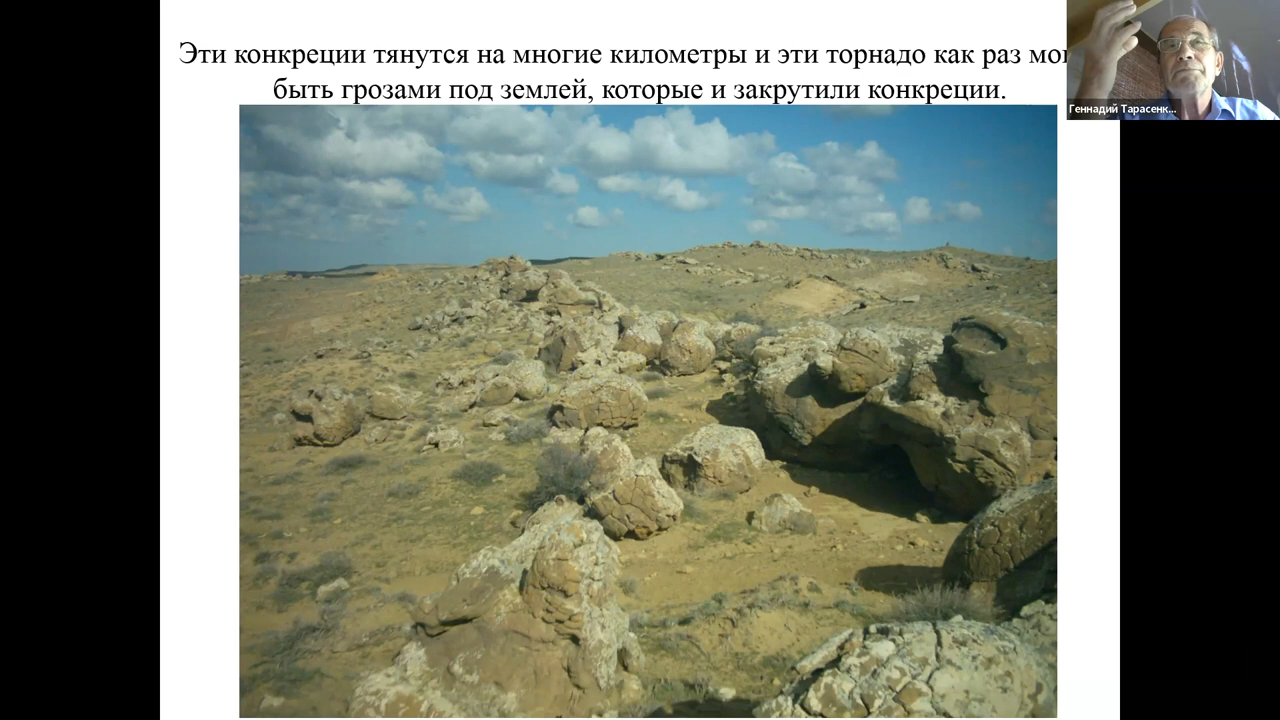 Эти конкреции тянутся на многие километры и эти торнадо как раз
быть грозами под землей, которые и закрутили конкреции.
Геннадий Тарасенк...